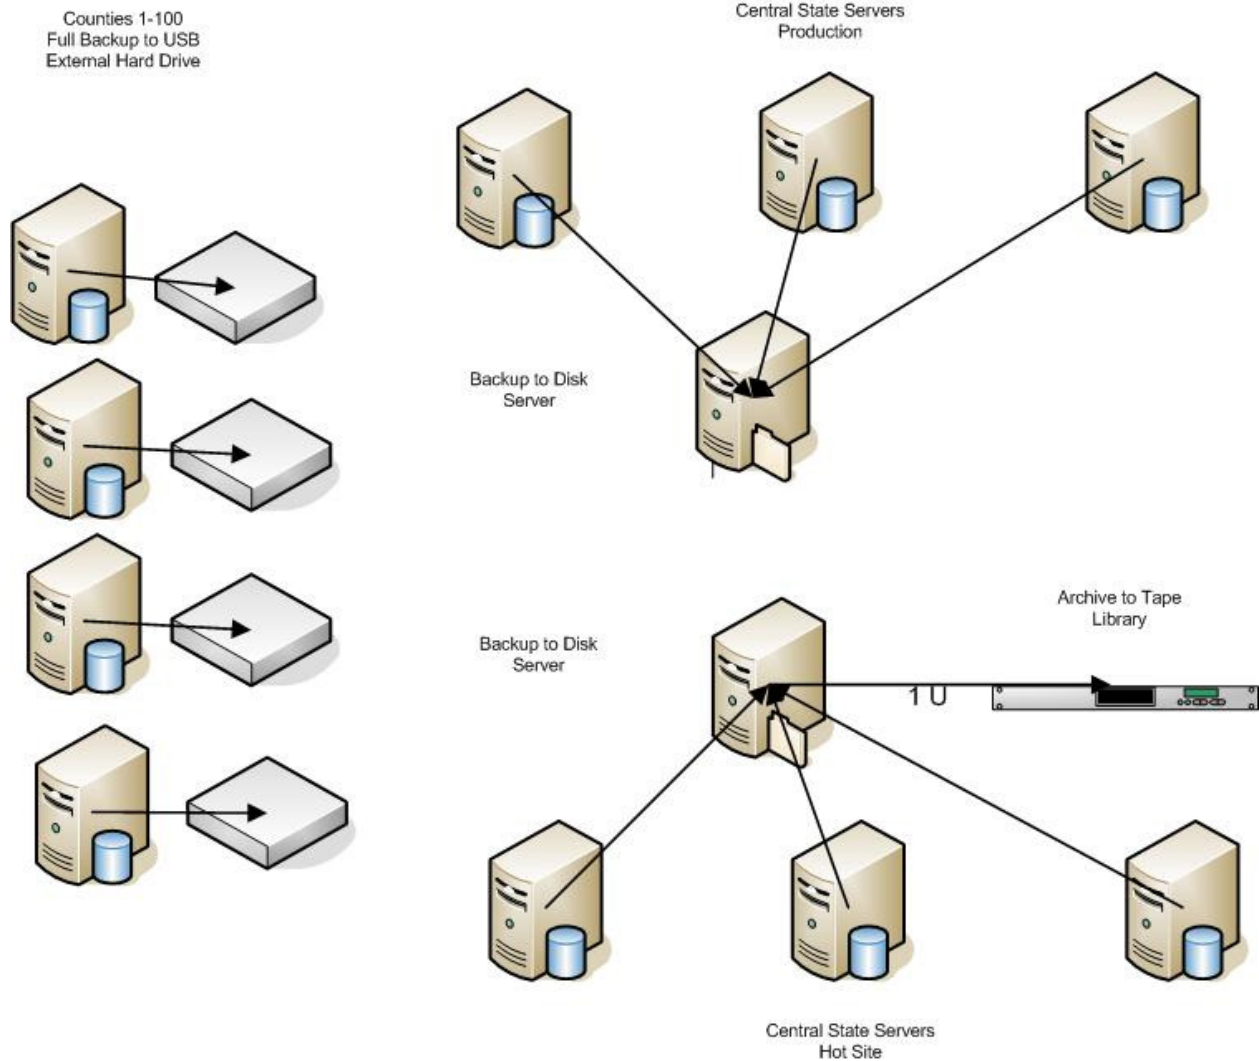 Counties 1-100
Full Backup to USB
External Hard Drive
Central State Servers
Production
Backup to Disk
Server
Backup to Disk
Server
Archive to Tape
Library
1 U
Central State Servers
Hot Site